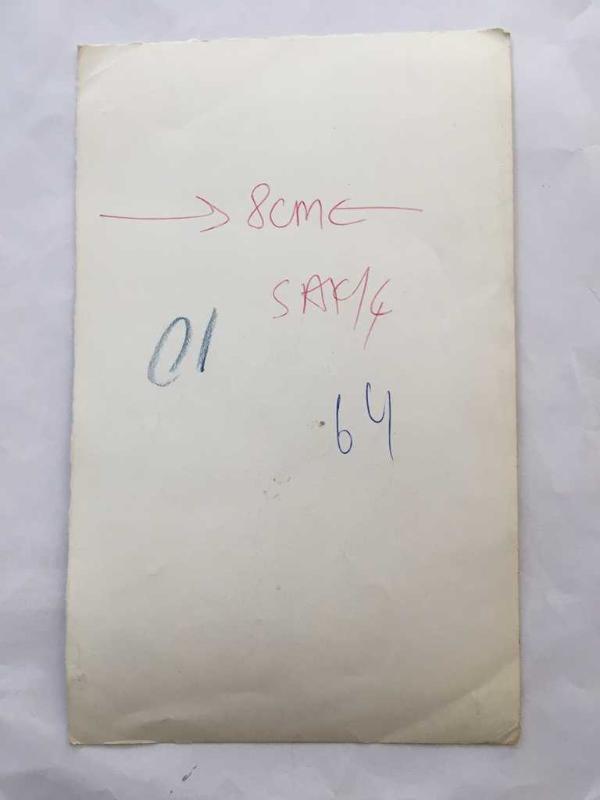 → 8cm ←
SAK/4
01
64